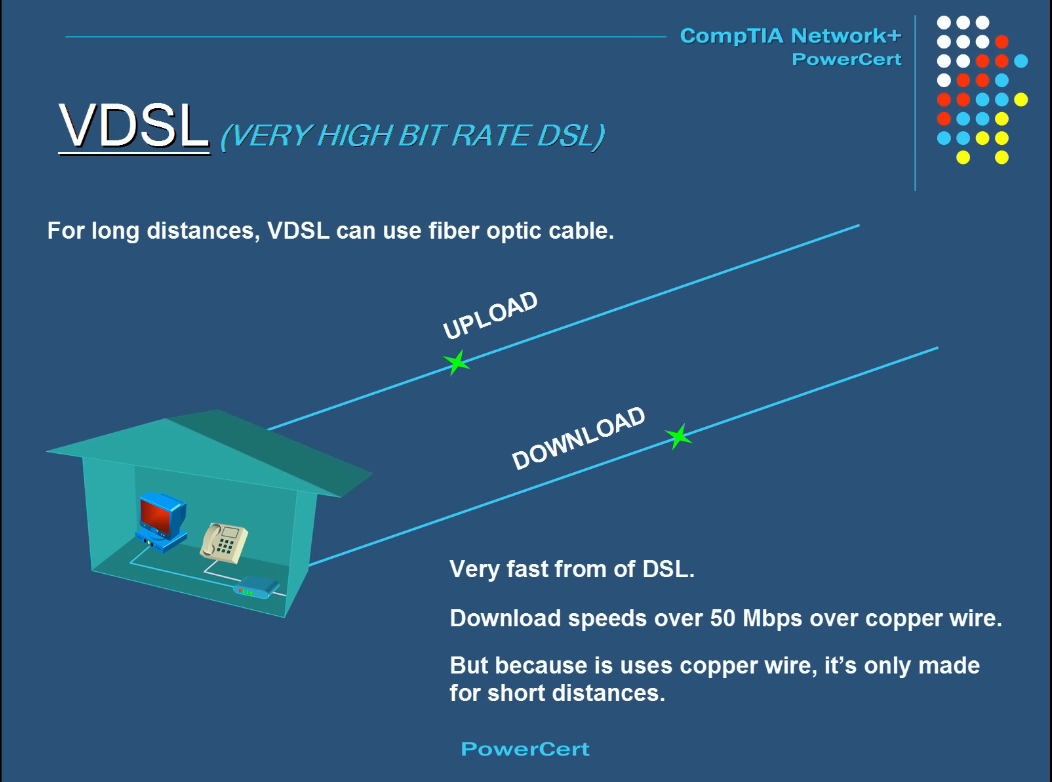 CompTIA Network+
PowerCert
VDSL (VERY HIGH BIT RATE DSL)
For long distances, VDSL can use fiber optic cable.
UPLOAD
DOWNLOAD
Very fast from of DSL.
Download speeds over 50 Mbps over copper wire.
But because is uses copper wire, it's only made
for short distances.
PowerCert